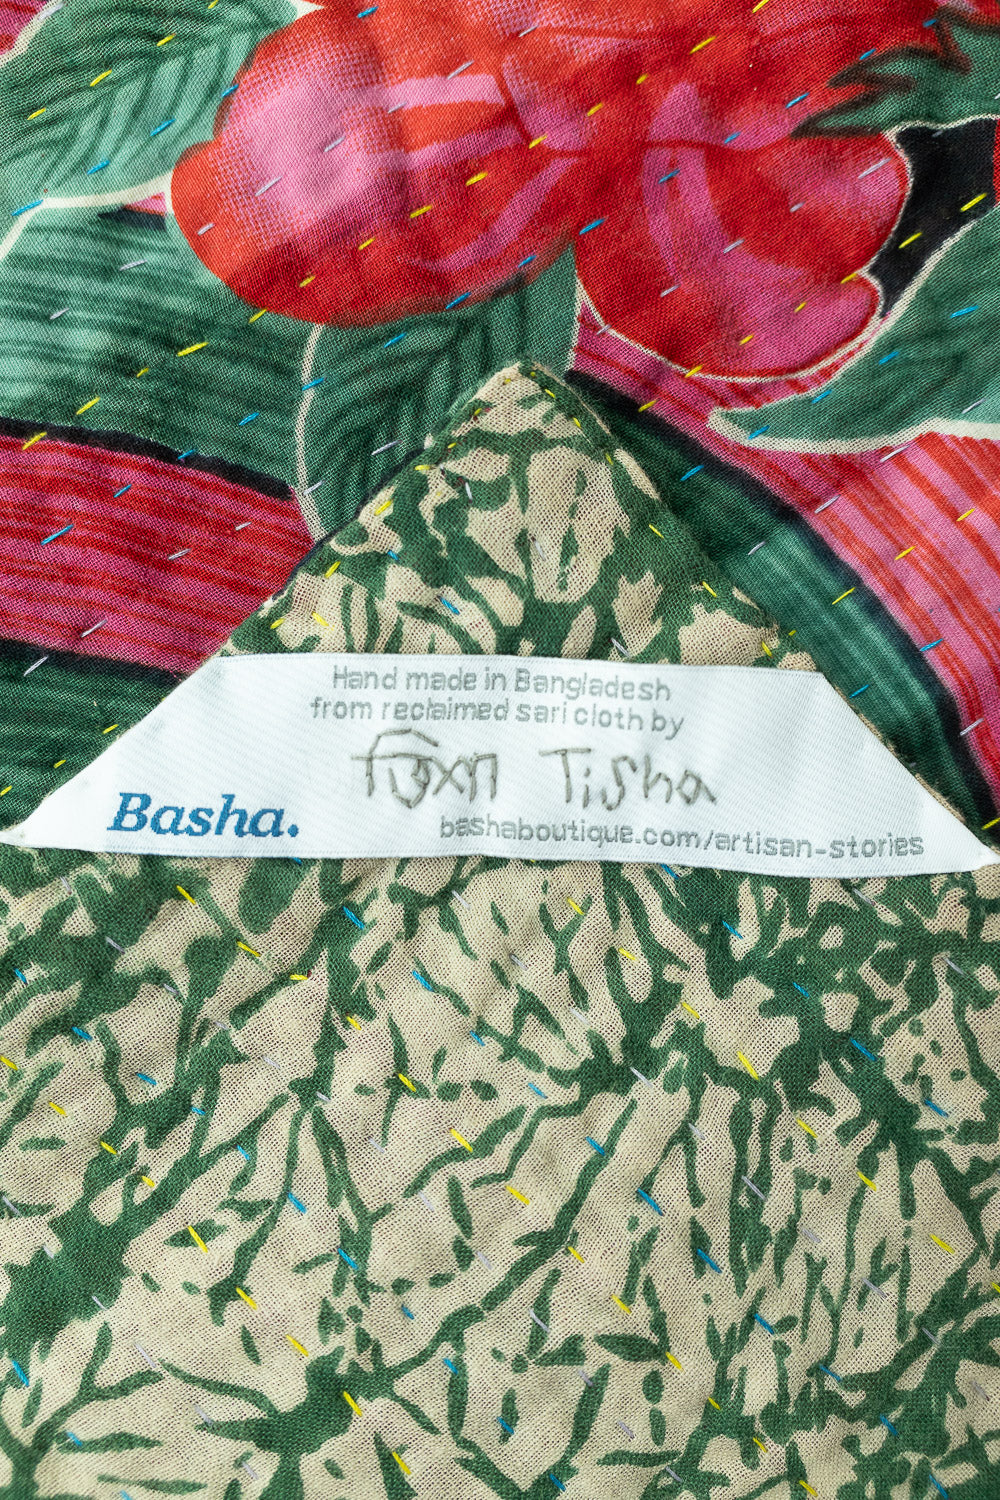 Hand made in Bangladesh
from reclaimed sari cloth by
Tisha
Basha.
bashaboutique.com/artisan-stories